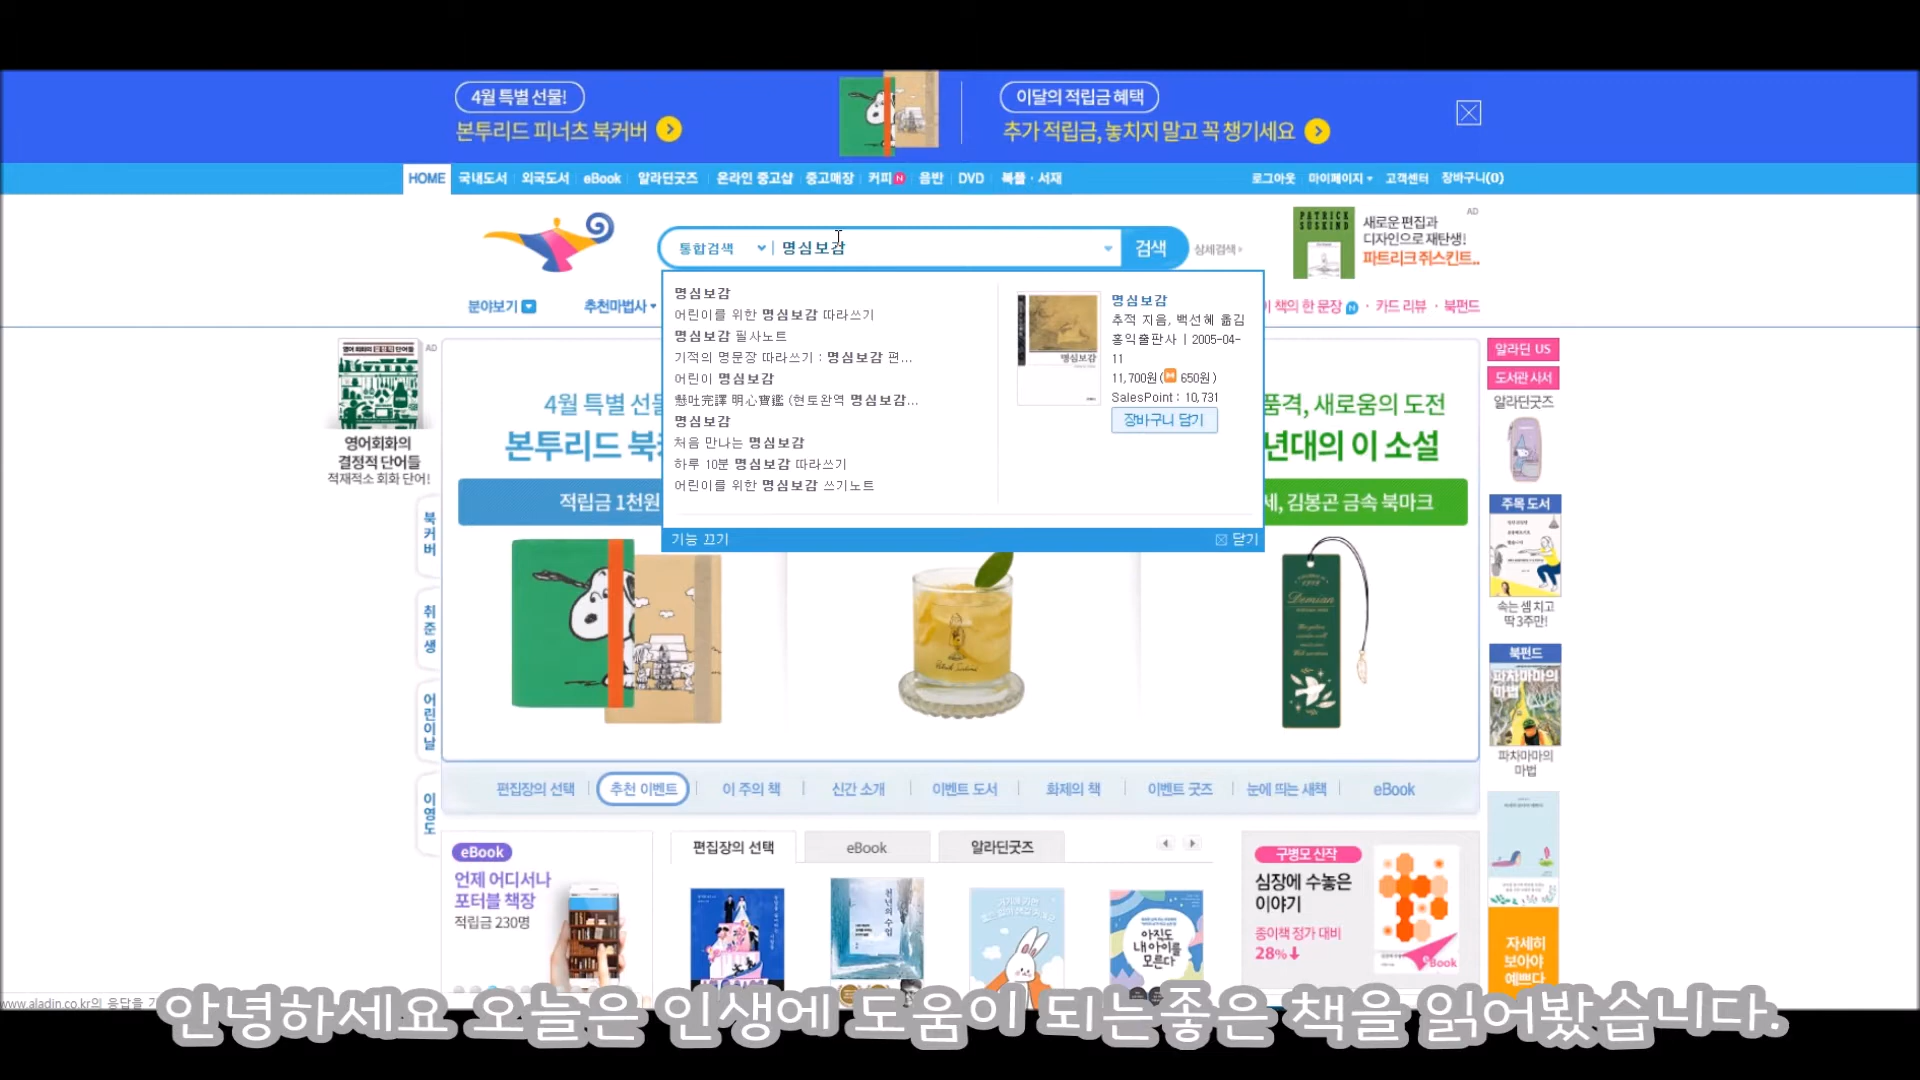 4월 특별 선물!
본투리드 피너츠 북커버
이달의 적립금 혜택
추가 적립금, 놓치지 말고 꼭 챙기세요
HOME 국내도서 외국도서 eBook 알라딘굿즈 온라인 중고샵 중고매장 커피 N 음반 DVD 북플·서재
로그아웃 마이페이지 고객센터 장바구니(0)
통합검색 명심보감 검색 상세검색
PATRICK SÜSKIND
새로운 편집과
디자인으로 재탄생!
파트리크 쥐스킨트..
AD
분야보기 추천마법사
이 책의 한 문장 N · 카드 리뷰 · 북펀드
명심보감
어린이를 위한 명심보감 따라쓰기
명심보감 필사노트
기적의 명문장 따라쓰기 : 명심보감 편...
어린이 명심보감
懸吐完譯 明心寶鑑 (현토완역 명심보감...
명심보감
처음 만나는 명심보감
하루 10분 명심보감 따라쓰기
어린이를 위한 명심보감 쓰기노트
명심보감
명심보감
추적 지음, 백선혜 옮김
홍익출판사 | 2005-04-
11
11,700원( 650원)
SalesPoint : 10,731
장바구니 담기
기능 끄기
닫기
AD
영어회화의
결정적 단어들
적재적소 회화 단어!
4월 특별 선물
본투리드 북
적립금 1천원
품격, 새로움의 도전
년대의 이 소설
세, 김봉곤 금속 북마크
Demian
북커버
취준생
어린이날
이영도
알라딘 US
도서관 사서
알라딘굿즈
주목 도서
속는 셈 치고
딱 3주만!
북펀드
파차마마의
마법
파차마마의
마법
자세히
보아야
예쁘다
편집장의 선택 추천 이벤트 이 주의 책 신간 소개 이벤트 도서 화제의 책 이벤트 굿즈 눈에 띄는 새책 eBook
eBook
언제 어디서나
포터블 책장
적립금 230명
편집장의 선택 eBook 알라딘굿즈
천년의 수업
아직도
내 아이를
모른다
구병모 신작
심장에 수놓은
이야기
종이책 정가 대비
28%
eBook
www.aladin.co.kr의 응답을 기
안녕하세요 오늘은 인생에 도움이 되는좋은 책을 읽어봤습니다.